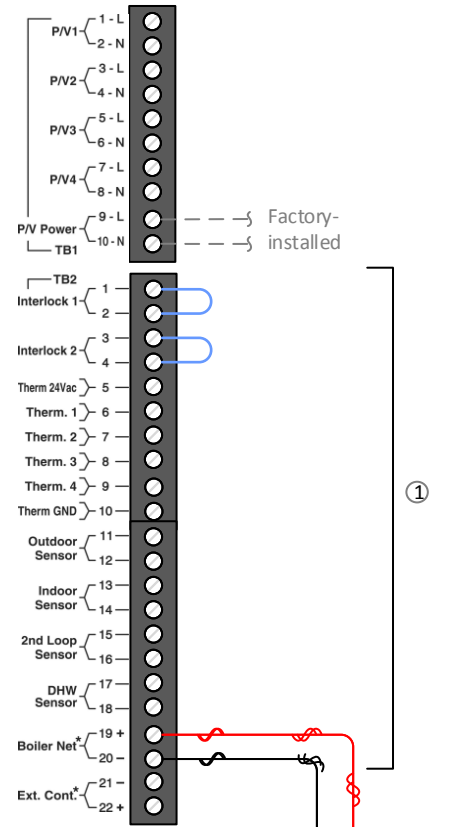 P/V1
1 - L
2 - N
P/V2
3 - L
4 - N
P/V3
5 - L
6 - N
P/V4
7 - L
8 - N
P/V Power
9 - L
10 - N
TB1
Factory-
installed
TB2
Interlock 1
1
2
Interlock 2
3
4
Therm 24Vac 5
Therm. 1 6
Therm. 2 7
Therm. 3 8
Therm. 4 9
Therm GND 10
Outdoor
Sensor
11
12
Indoor
Sensor
13
14
2nd Loop
Sensor
15
16
DHW
Sensor
17
18
Boiler Net*
19 +
20 -
Ext. Cont.*
21 -
22 +
1